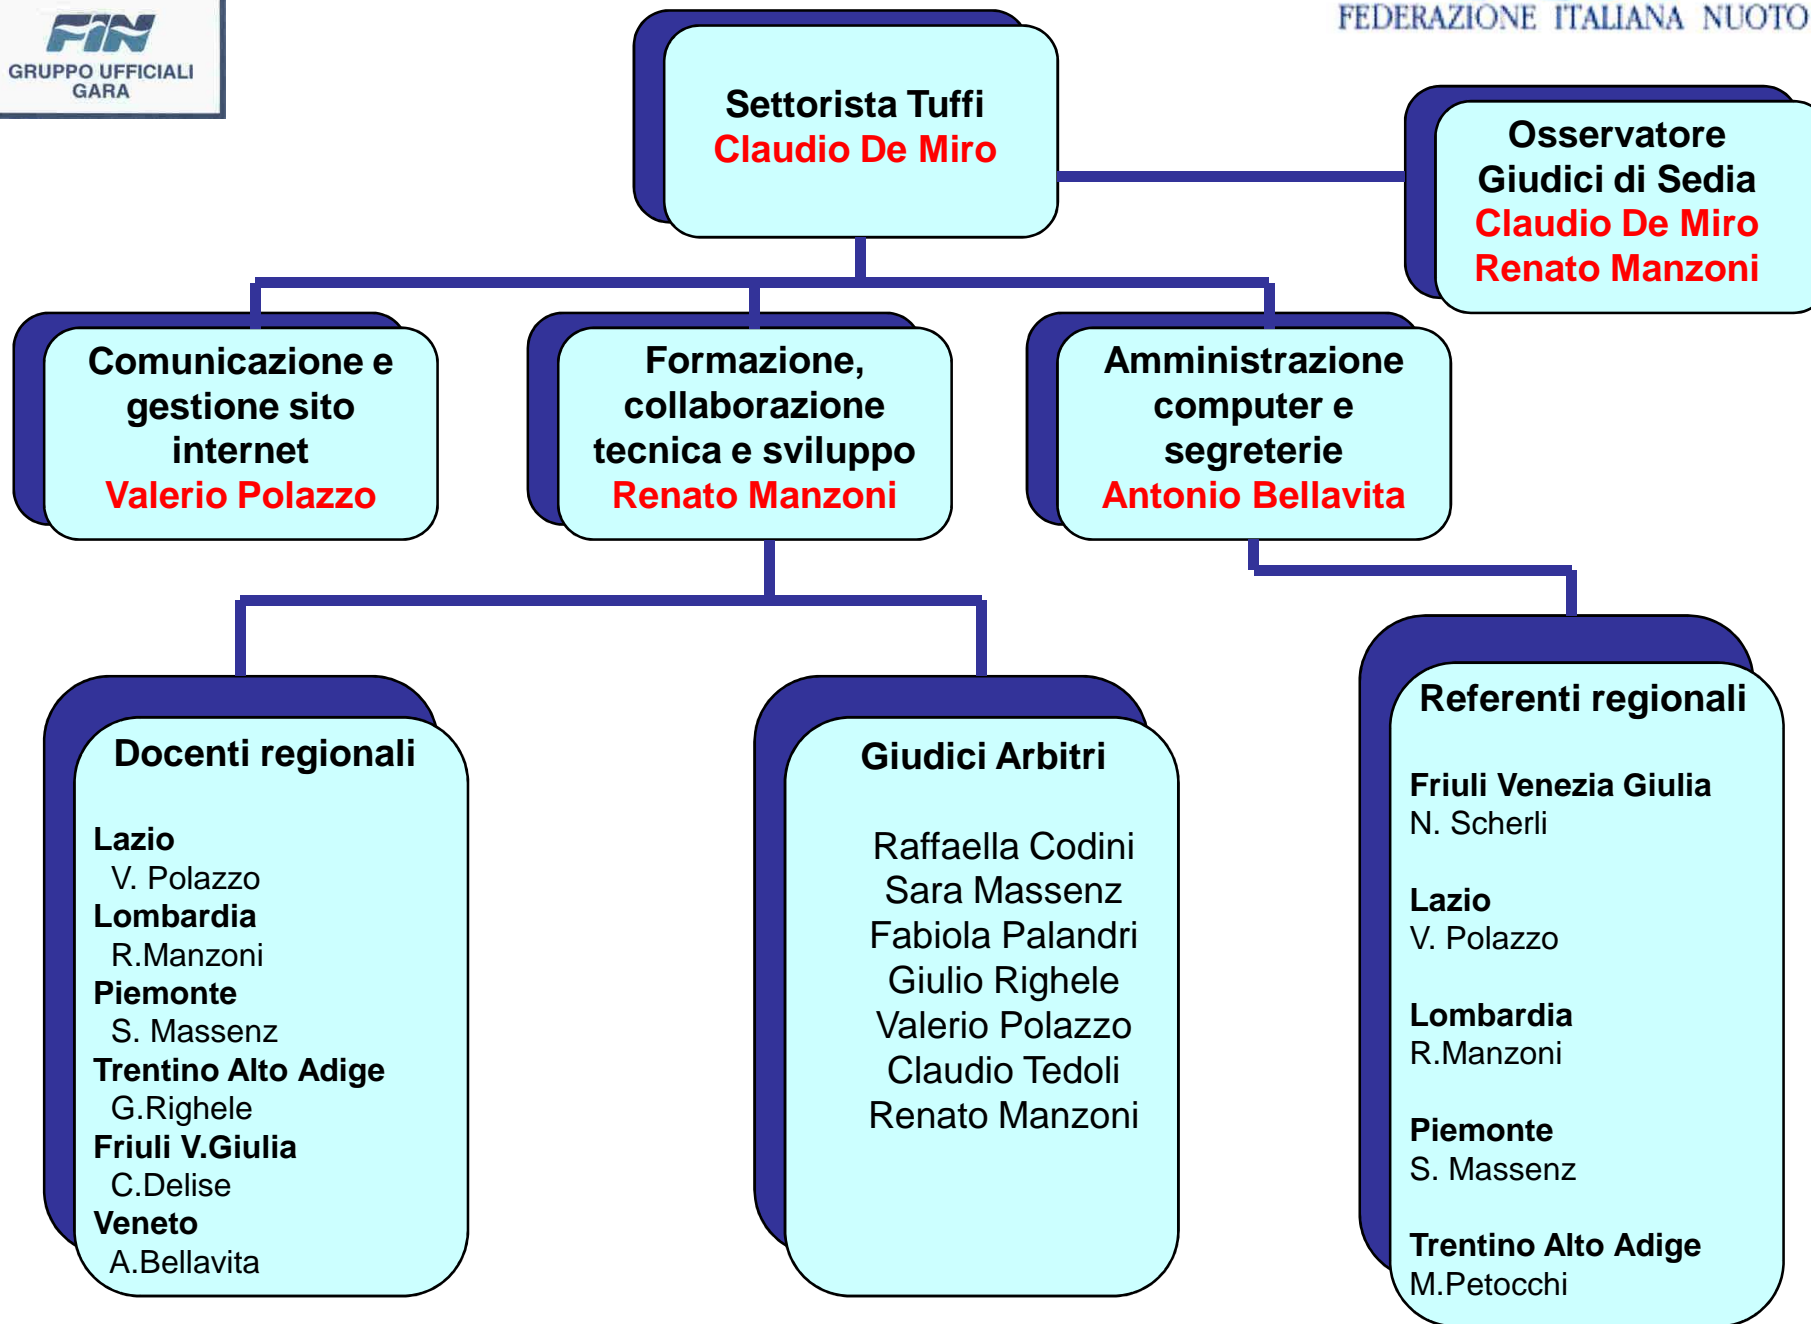 FIN
GRUPPO UFFICIALI
GARA
FEDERAZIONE ITALIANA NUOTO
Settorista Tuffi
Claudio De Miro
Osservatore
Giudici di Sedia
Claudio De Miro
Renato Manzoni
Comunicazione e
gestione sito
internet
Valerio Polazzo
Formazione,
collaborazione
tecnica e sviluppo
Renato Manzoni
Amministrazione
computer e
segreterie
Antonio Bellavita
Docenti regionali
Lazio
V. Polazzo
Lombardia
R.Manzoni
Piemonte
S. Massenz
Trentino Alto Adige
G.Righele
Friuli V.Giulia
C.Delise
Veneto
A.Bellavita
Giudici Arbitri
Raffaella Codini
Sara Massenz
Fabiola Palandri
Giulio Righele
Valerio Polazzo
Claudio Tedoli
Renato Manzoni
Referenti regionali
Friuli Venezia Giulia
N. Scherli
Lazio
V. Polazzo
Lombardia
R.Manzoni
Piemonte
S. Massenz
Trentino Alto Adige
M.Petocchi